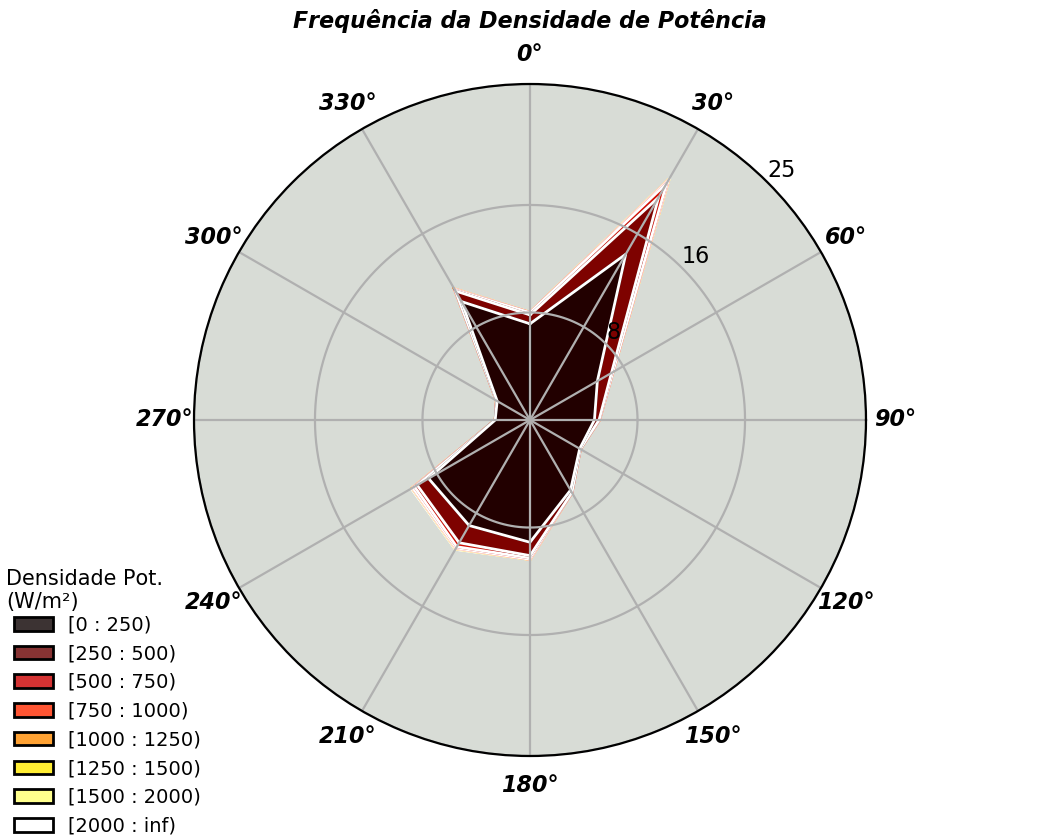 Frequência da Densidade de Potência
0°
30°
60°
90°
120°
150°
180°
210°
240°
270°
300°
330°
8
16
25
Densidade Pot.
(W/m²)
[0 : 250)
[250 : 500)
[500 : 750)
[750 : 1000)
[1000 : 1250)
[1250 : 1500)
[1500 : 2000)
[2000 : inf)